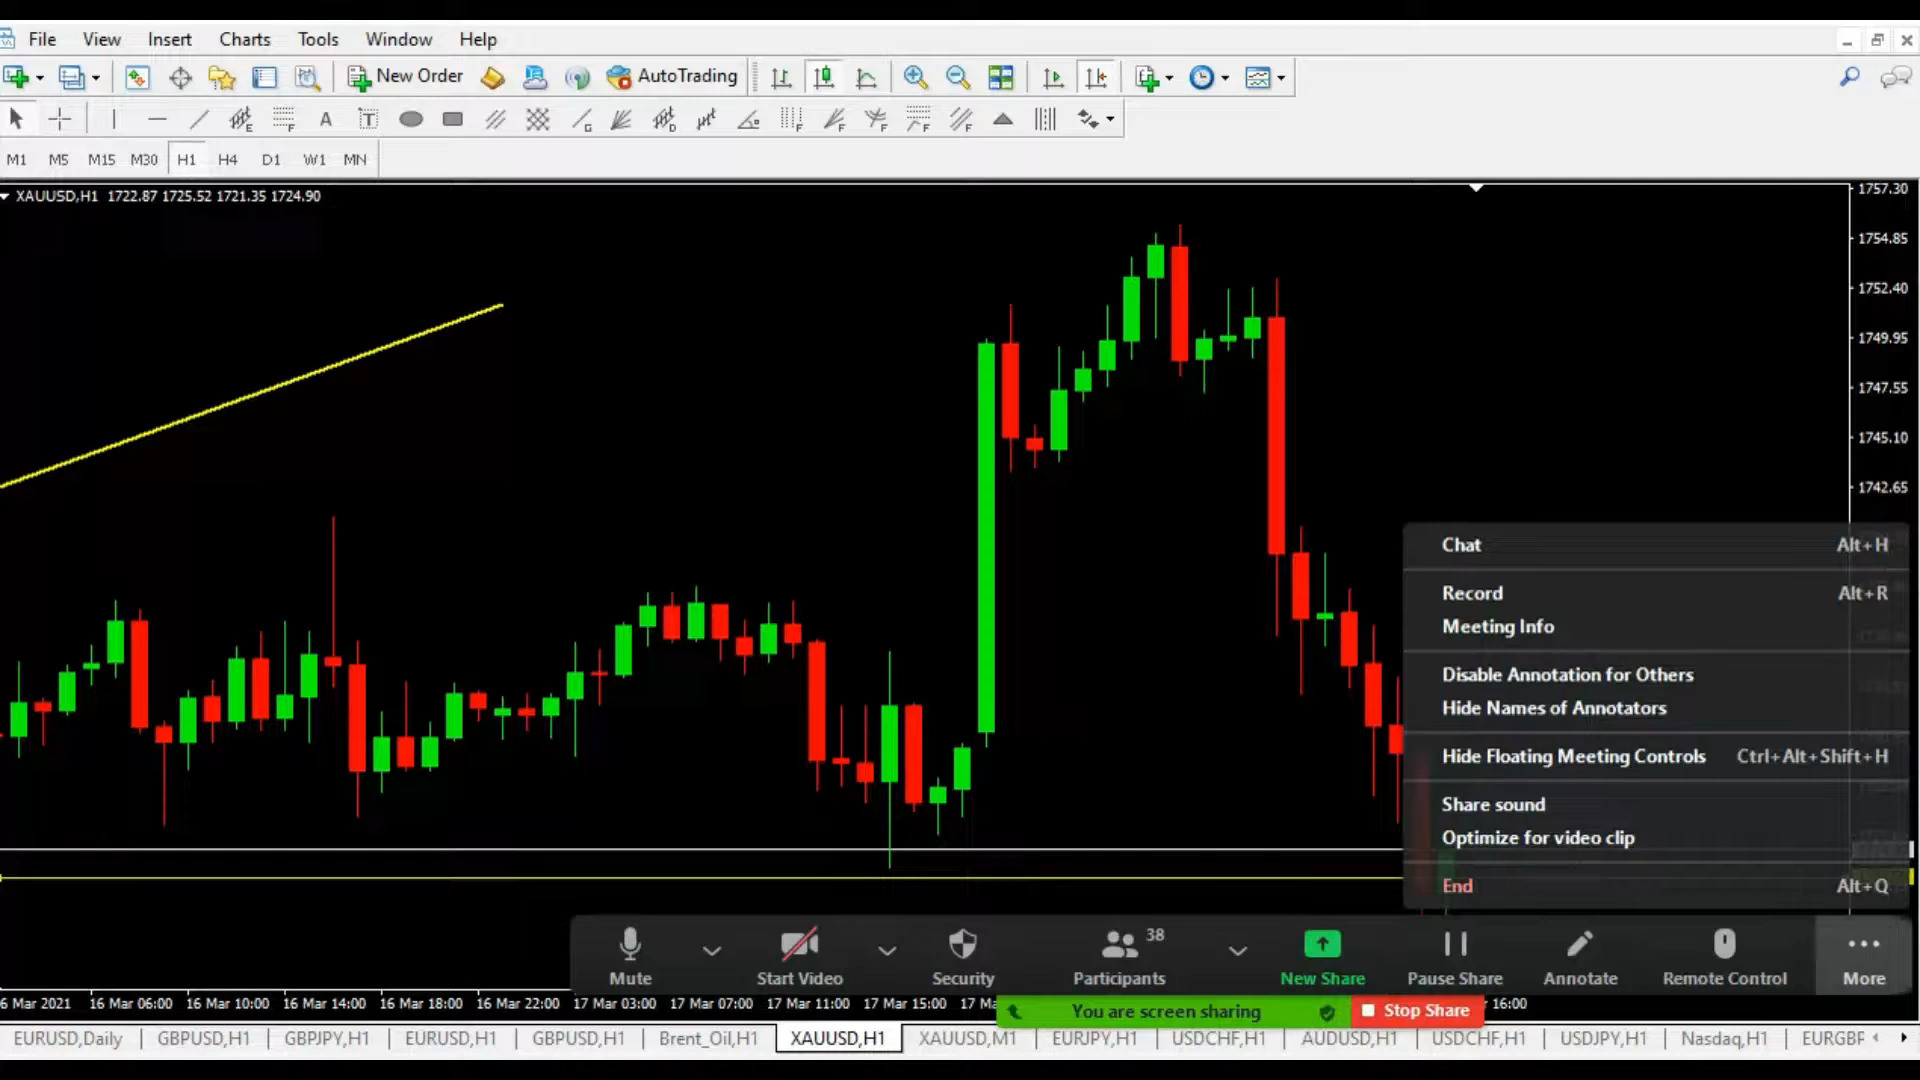 File View Insert Charts Tools Window Help
New Order AutoTrading
E F A T G D F F F F F
M1 M5 M15 M30 H1 H4 D1 W1 MN
XAUUSD,H1 1722.87 1725.52 1721.35 1724.90
1757.30
1754.85
1752.40
1749.95
1747.55
1745.10
1742.65
Chat Alt+H
Record Alt+R
Meeting Info
Disable Annotation for Others
Hide Names of Annotators
Hide Floating Meeting Controls Ctrl+Alt+Shift+H
Share sound
Optimize for video clip
End Alt+Q
38
Mute Start Video Security Participants New Share Pause Share Annotate Remote Control More
6 Mar 2021 16 Mar 06:00 16 Mar 10:00 16 Mar 14:00 16 Mar 18:00 16 Mar 22:00 17 Mar 03:00 17 Mar 07:00 17 Mar 11:00 17 Mar 15:00 17 M 16:00
You are screen sharing Stop Share
EURUSD,Daily GBPUSD,H1 GBPJPY,H1 EURUSD,H1 GBPUSD,H1 Brent_Oil,H1 XAUUSD,H1 XAUUSD,M1 EURJPY,H1 USDCHF,H1 AUDUSD,H1 USDCHF,H1 USDJPY,H1 Nasdaq,H1 EURGBP